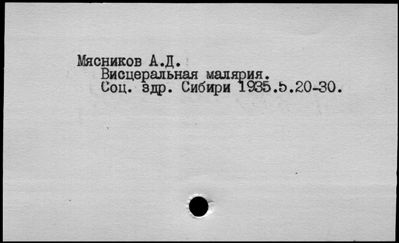 Мясников А.Д.
Висцеральная малярия.
Соц. здр. Сибири 1935.5.20-30.